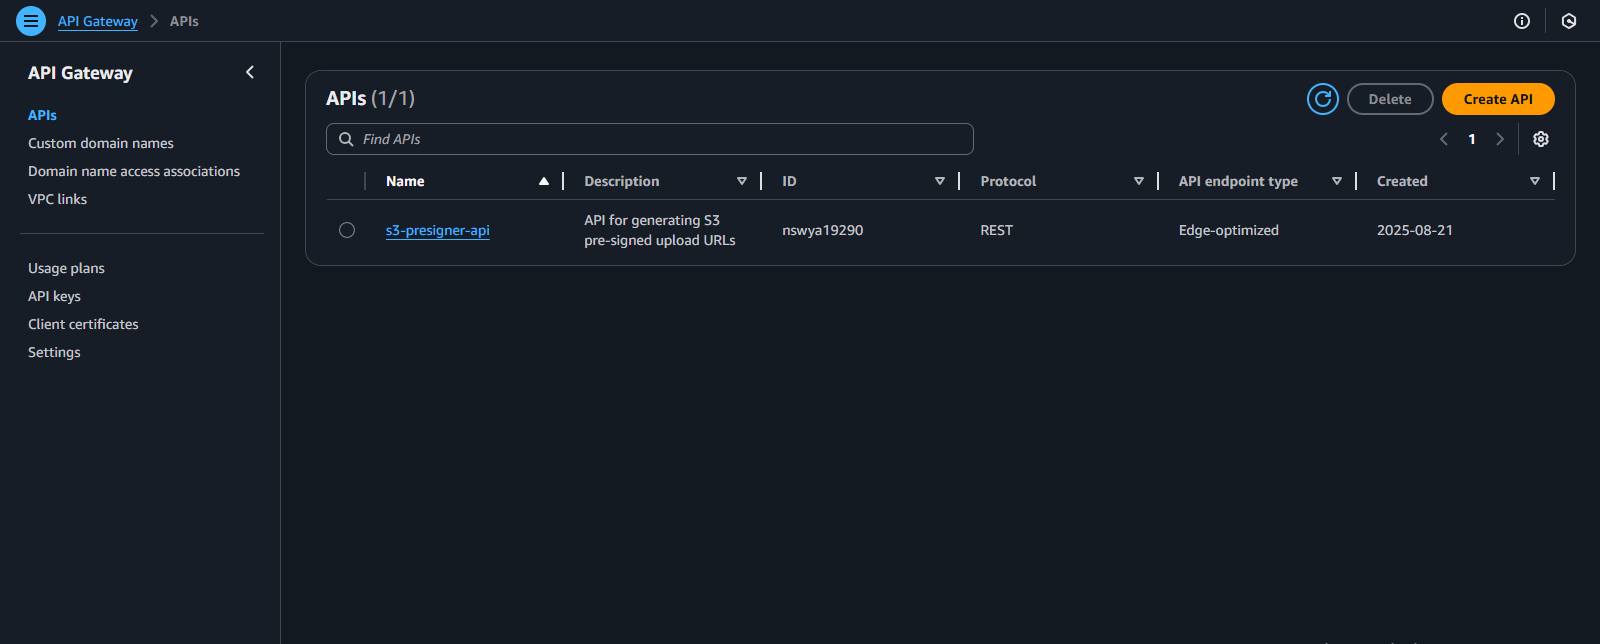 API Gateway > APIs
API Gateway
APIs
Custom domain names
Domain name access associations
VPC links
Usage plans
API keys
Client certificates
Settings
APIs (1/1)
Delete
Create API
Find APIs
1
Name Description ID Protocol API endpoint type Created
s3-presigner-api API for generating S3 pre-signed upload URLs nswya19290 REST Edge-optimized 2025-08-21